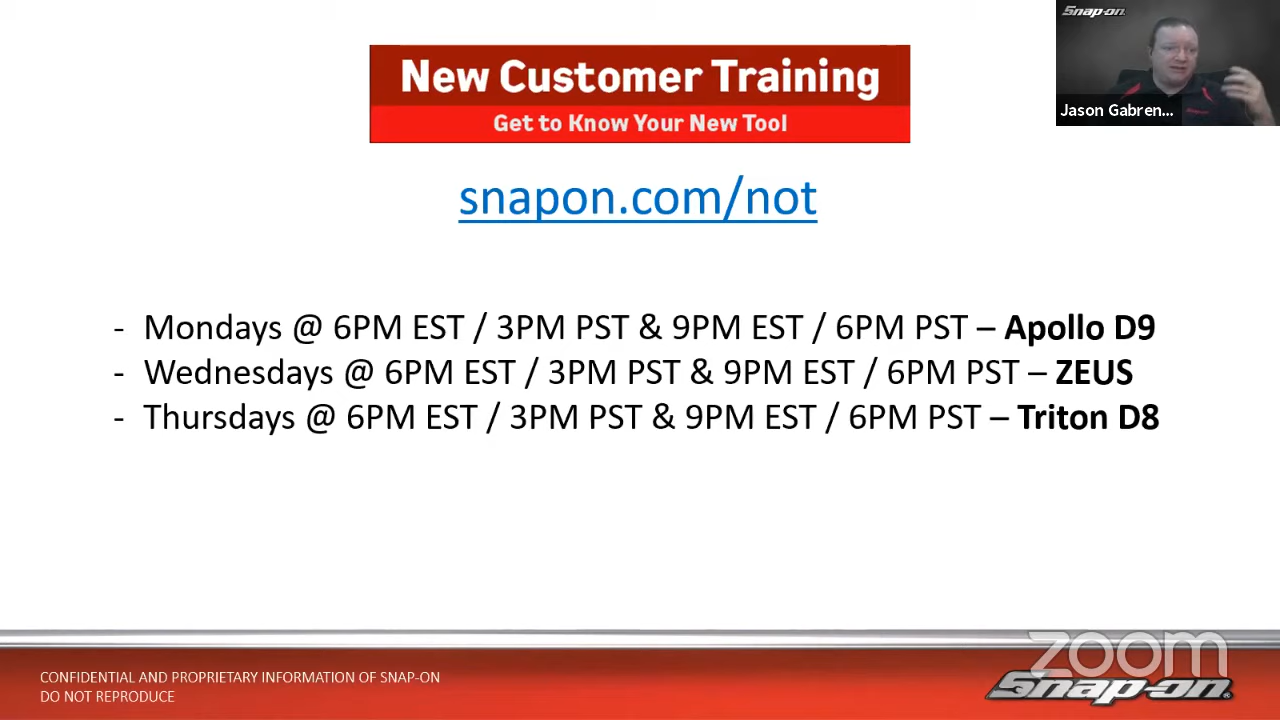 Snap-on
New Customer Training
Get to Know Your New Tool
Jason Gabren...
snapon.com/not
- Mondays @ 6PM EST / 3PM PST & 9PM EST / 6PM PST – Apollo D9
- Wednesdays @ 6PM EST / 3PM PST & 9PM EST / 6PM PST – ZEUS
- Thursdays @ 6PM EST / 3PM PST & 9PM EST / 6PM PST – Triton D8
CONFIDENTIAL AND PROPRIETARY INFORMATION OF SNAP-ON
DO NOT REPRODUCE
zoom
Snap-on®